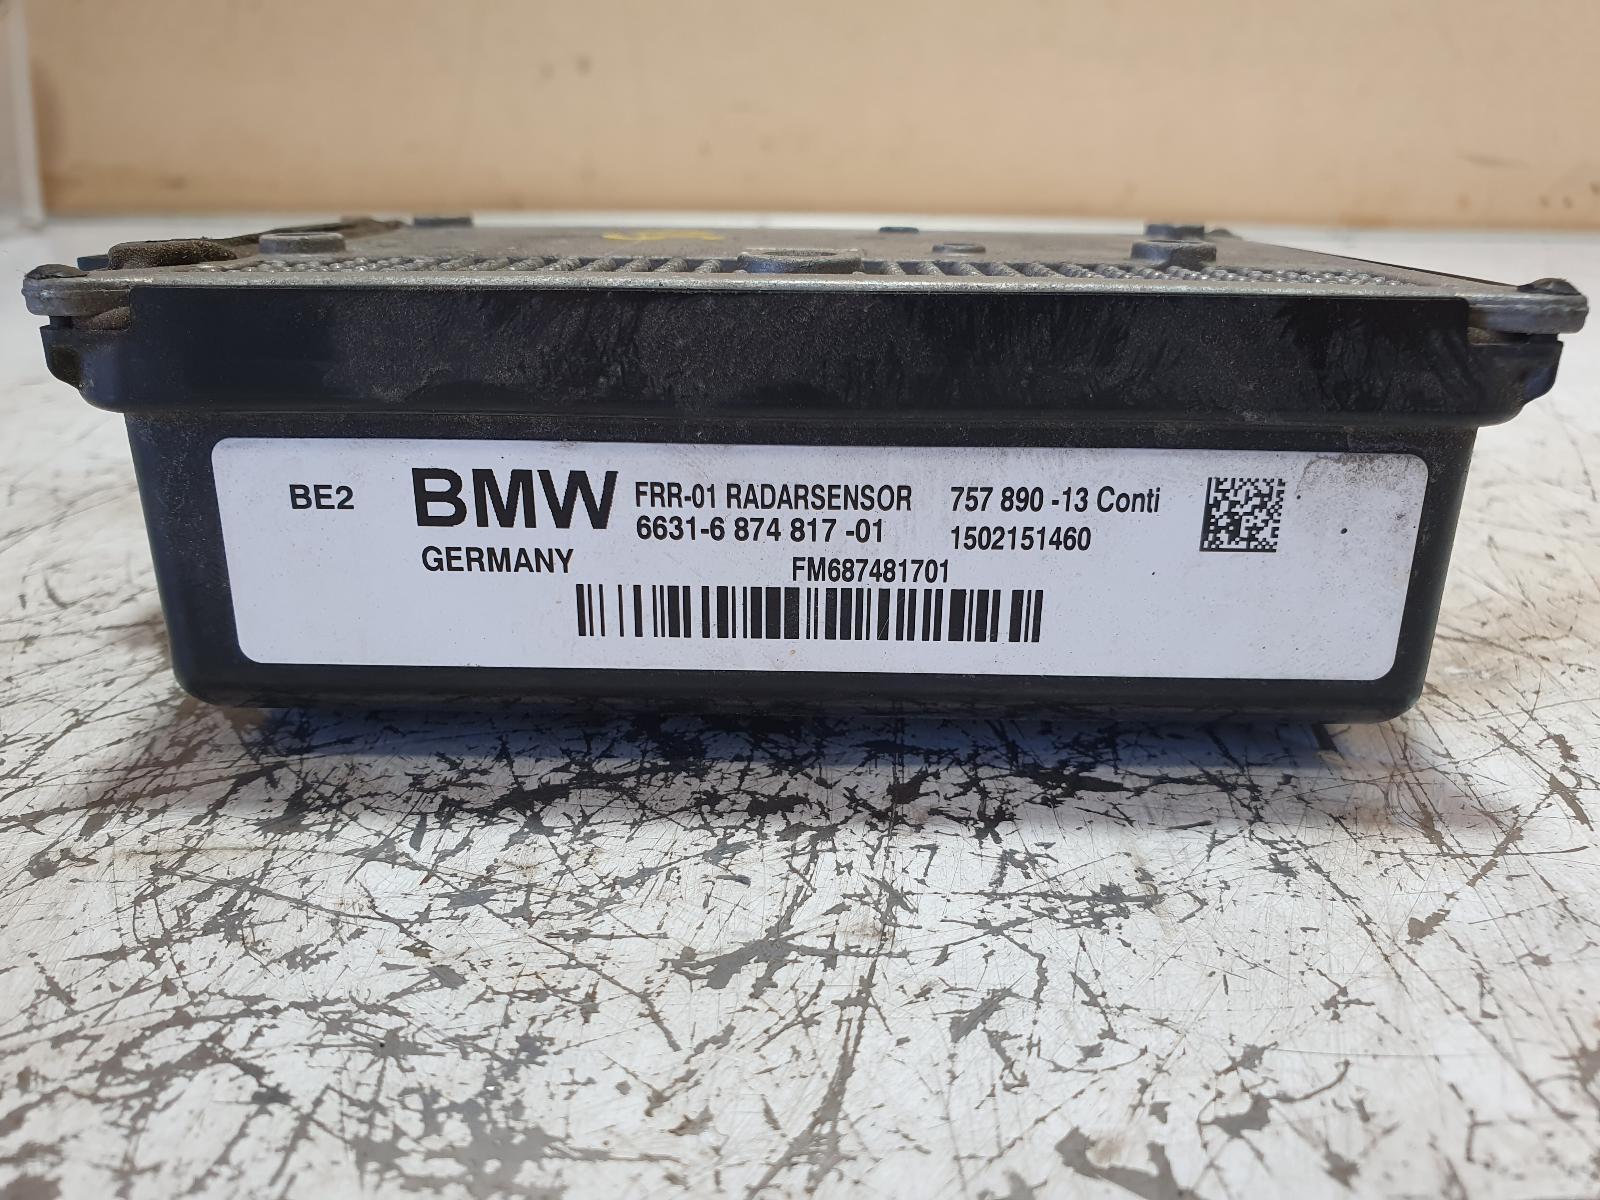 BE2
BMW
GERMANY
FRR-01 RADARSENSOR 757 890 -13 Conti
6631-6 874 817 -01 1502151460
FM687481701